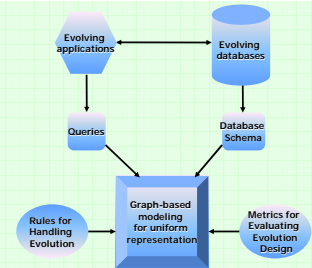 Evolving
applications
Evolving
databases
Queries
Database
Schema
Graph-based
modeling
for uniform
representation
Rules for
Handling
Evolution
Metrics for
Evaluating
Evolution
Design